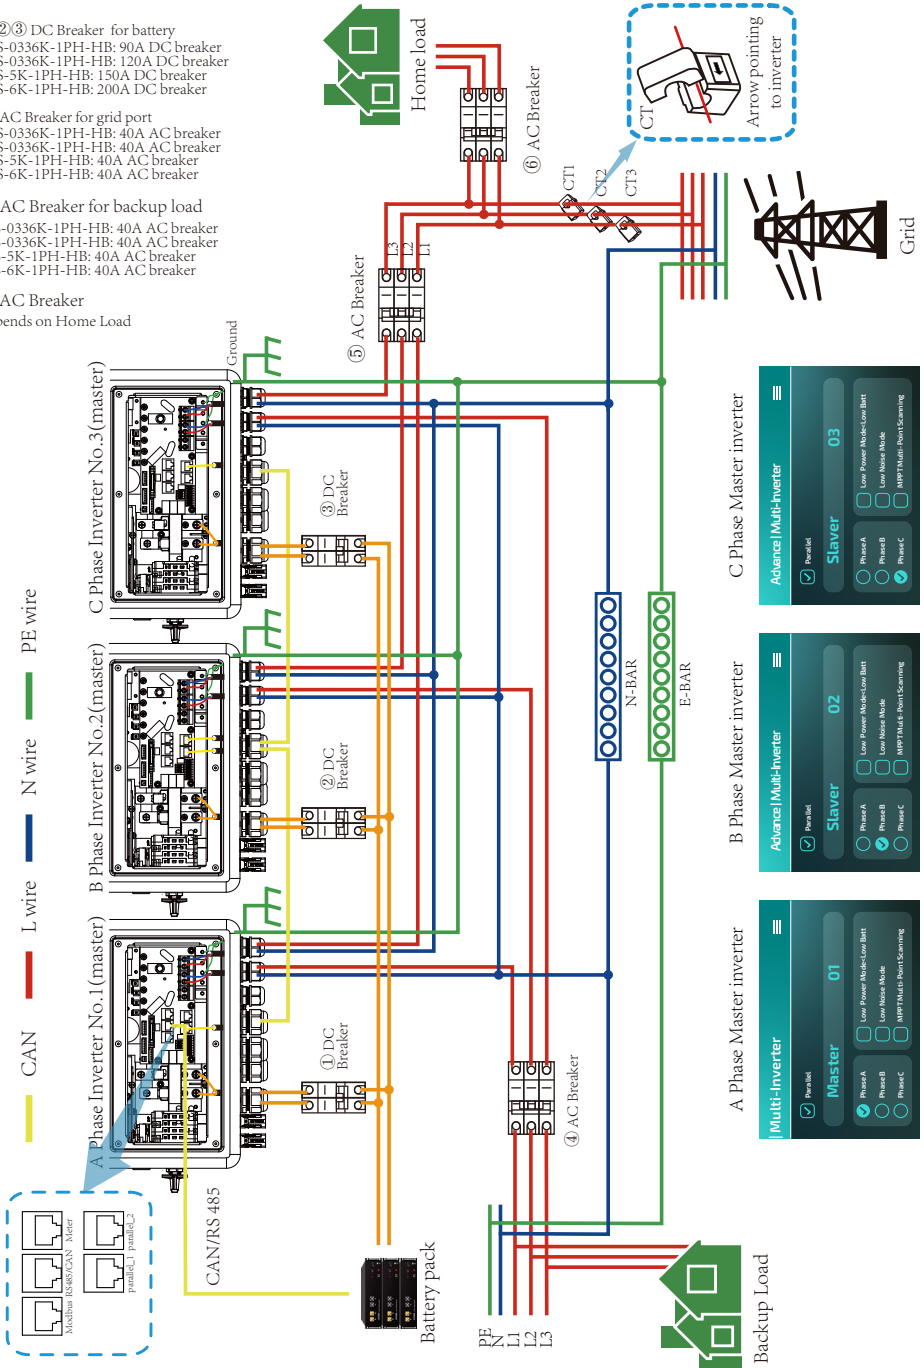 ②③ DC Breaker for battery
S-0336K-1PH-HB: 90A DC breaker
S-0336K-1PH-HB: 120A DC breaker
S-5K-1PH-HB: 150A DC breaker
S-6K-1PH-HB: 200A DC breaker
AC Breaker for grid port
S-0336K-1PH-HB: 40A AC breaker
S-0336K-1PH-HB: 40A AC breaker
S-5K-1PH-HB: 40A AC breaker
S-6K-1PH-HB: 40A AC breaker
AC Breaker for backup load
-0336K-1PH-HB: 40A AC breaker
-0336K-1PH-HB: 40A AC breaker
-5K-1PH-HB: 40A AC breaker
-6K-1PH-HB: 40A AC breaker
AC Breaker
pends on Home Load
Home load
⑥ AC Breaker
CT
Arrow pointing
to inverter
CT1
CT2
CT3
Grid
L3
L2
L1
⑤ AC Breaker
Ground
CAN
L wire
N wire
PE wire
A Phase Inverter No.1(master)
B Phase Inverter No.2(master)
C Phase Inverter No.3(master)
① DC
Breaker
② DC
Breaker
③ DC
Breaker
N-BAR
E-BAR
④ AC Breaker
Modbus
RS485/CAN
Meter
parallel_1
parallel_2
CAN/RS 485
Battery pack
PE
N
L1
L2
L3
Backup Load
A Phase Master inverter
| Multi-Inverter
Parallel
Master 01
Phase A
Phase B
Phase C
Low Power Mode<Low Batt
Low Noise Mode
MPPT Multi-Point Scanning
B Phase Master inverter
Advance | Multi-Inverter
Parallel
Slaver 02
Phase A
Phase B
Phase C
Low Power Mode<Low Batt
Low Noise Mode
MPPT Multi-Point Scanning
C Phase Master inverter
Advance | Multi-Inverter
Parallel
Slaver 03
Phase A
Phase B
Phase C
Low Power Mode<Low Batt
Low Noise Mode
MPPT Multi-Point Scanning